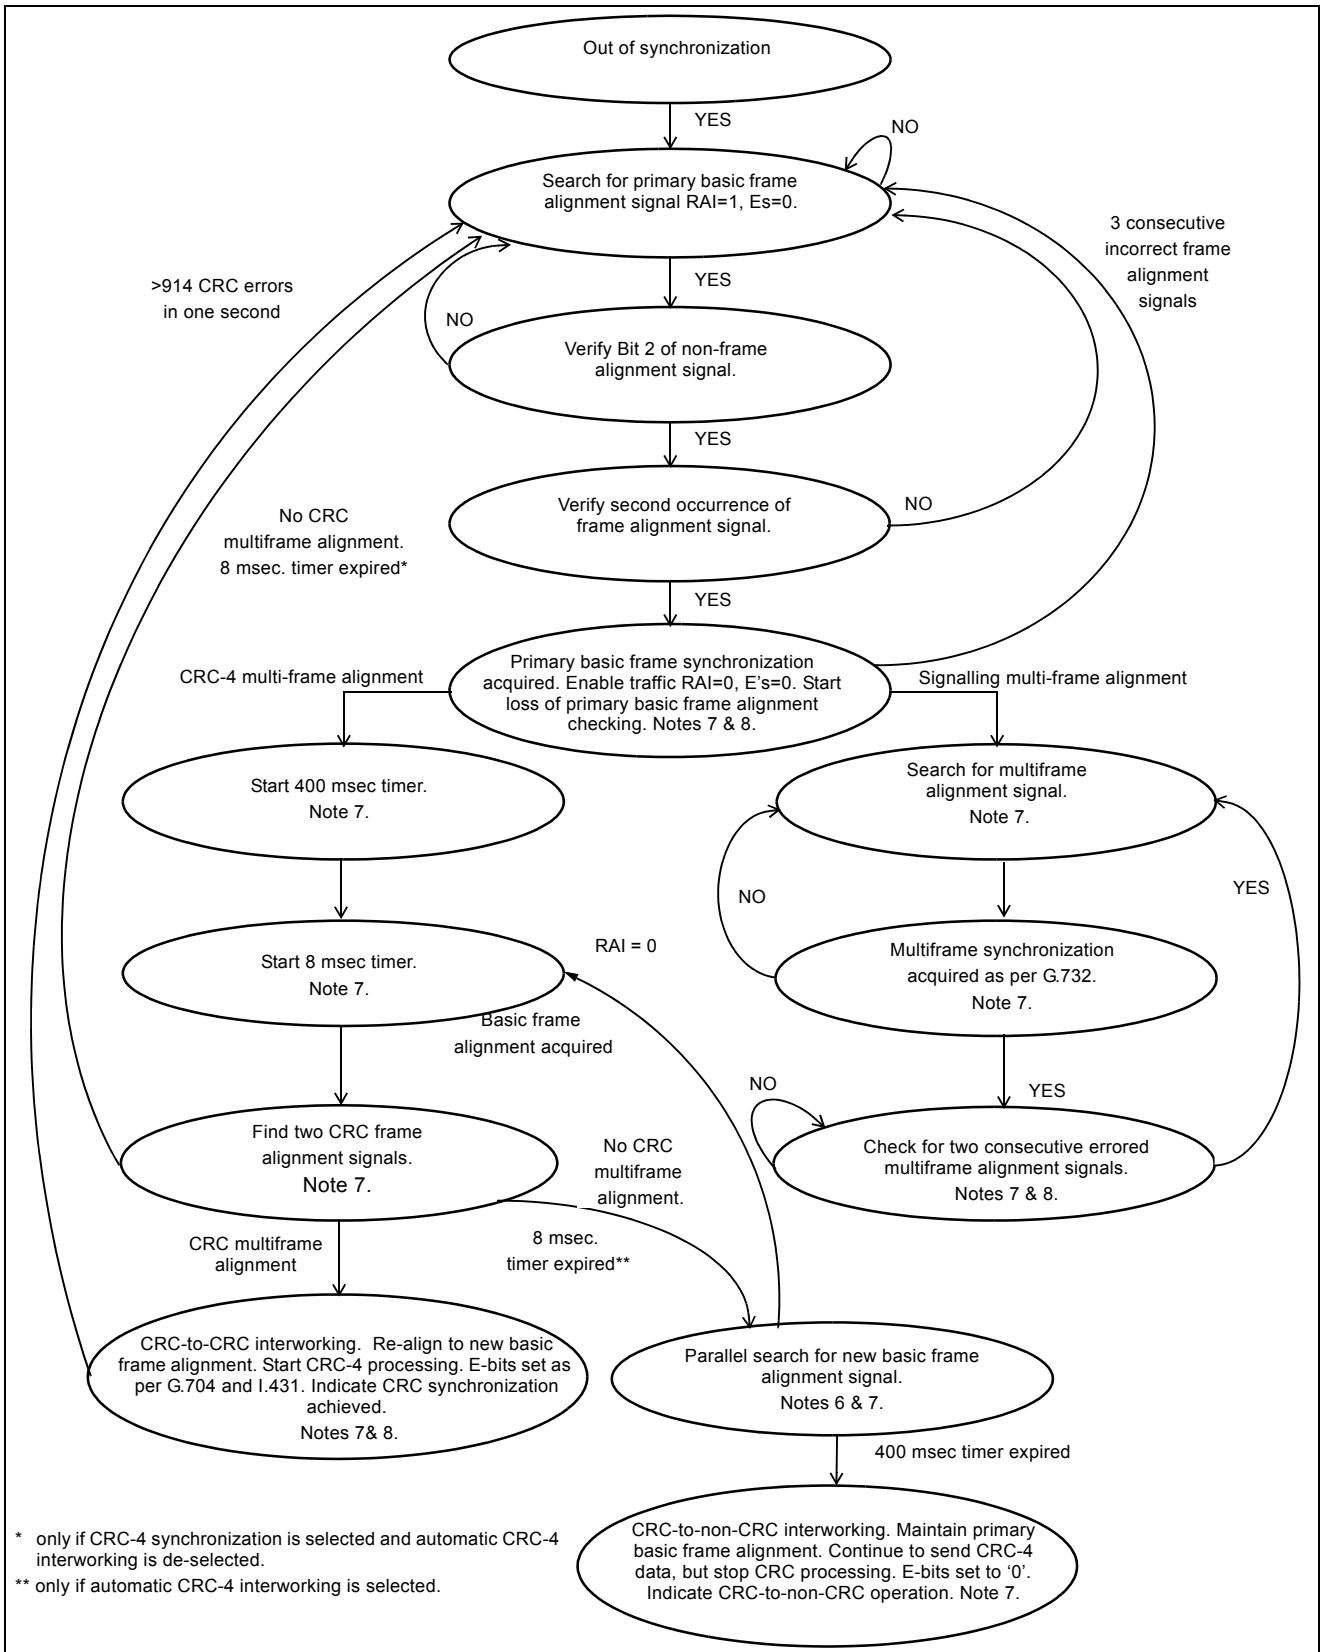 Out of synchronization
YES
NO
Search for primary basic frame
alignment signal RAI=1, Es=0.
3 consecutive
incorrect frame
alignment
signals
>914 CRC errors
in one second
YES
NO
Verify Bit 2 of non-frame
alignment signal.
YES
No CRC
multiframe alignment.
8 msec. timer expired*
Verify second occurrence of
frame alignment signal.
NO
YES
CRC-4 multi-frame alignment
Primary basic frame synchronization
acquired. Enable traffic RAI=0, E's=0. Start
loss of primary basic frame alignment
checking. Notes 7 & 8.
Signalling multi-frame alignment
Start 400 msec timer.
Note 7.
Search for multiframe
alignment signal.
Note 7.
NO
YES
Start 8 msec timer.
Note 7.
RAI = 0
Basic frame
alignment acquired
Multiframe synchronization
acquired as per G.732.
Note 7.
YES
NO
Find two CRC frame
alignment signals.
Note 7.
No CRC
multiframe
alignment.
Check for two consecutive errored
multiframe alignment signals.
Notes 7 & 8.
CRC multiframe
alignment
8 msec.
timer expired**
CRC-to-CRC interworking. Re-align to new basic
frame alignment. Start CRC-4 processing. E-bits set as
per G.704 and I.431. Indicate CRC synchronization
achieved.
Notes 7& 8.
Parallel search for new basic frame
alignment signal.
Notes 6 & 7.
400 msec timer expired
CRC-to-non-CRC interworking. Maintain primary
basic frame alignment. Continue to send CRC-4
data, but stop CRC processing. E-bits set to ‘0’.
Indicate CRC-to-non-CRC operation. Note 7.
* only if CRC-4 synchronization is selected and automatic CRC-4
interworking is de-selected.
** only if automatic CRC-4 interworking is selected.